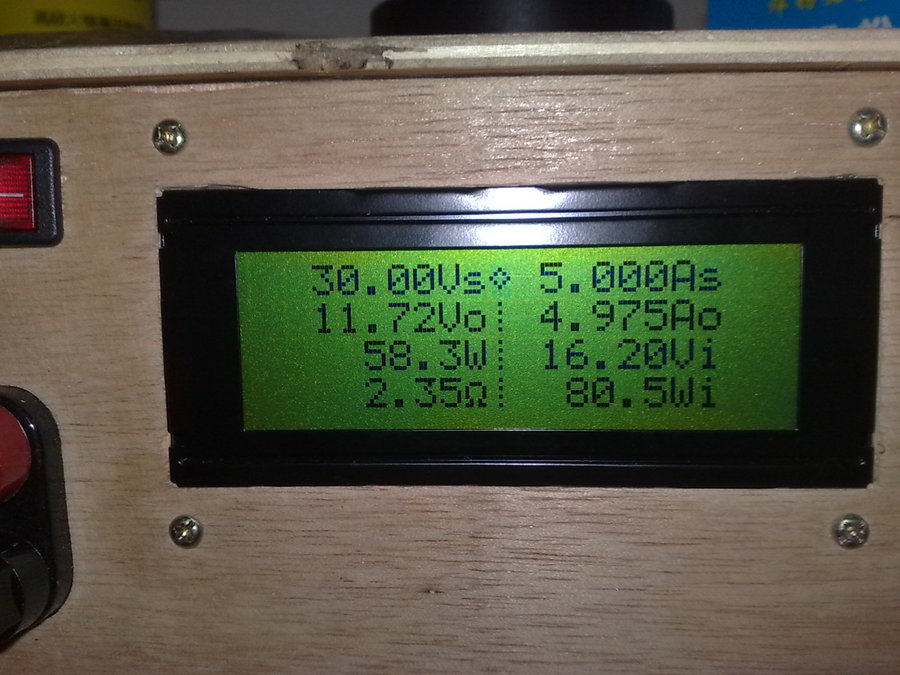 30.00Vs⟡ 5.000As
11.72Vo⁞ 4.975Ao
58.3W⁞ 16.20Vi
2.35Ω⁞ 80.5Wi